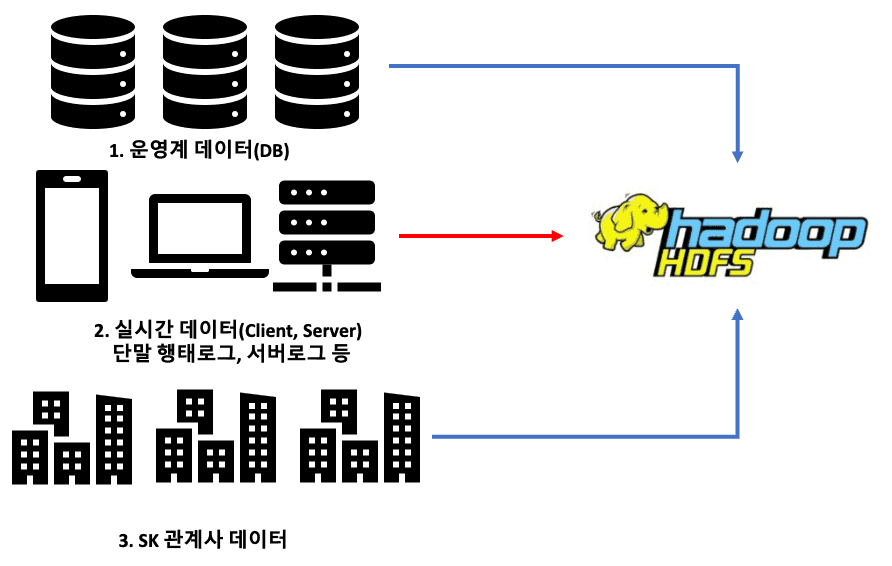 1. 운영계 데이터(DB)
2. 실시간 데이터(Client, Server)
단말 행태로그, 서버로그 등
hadoop
HDFS
3. SK 관계사 데이터